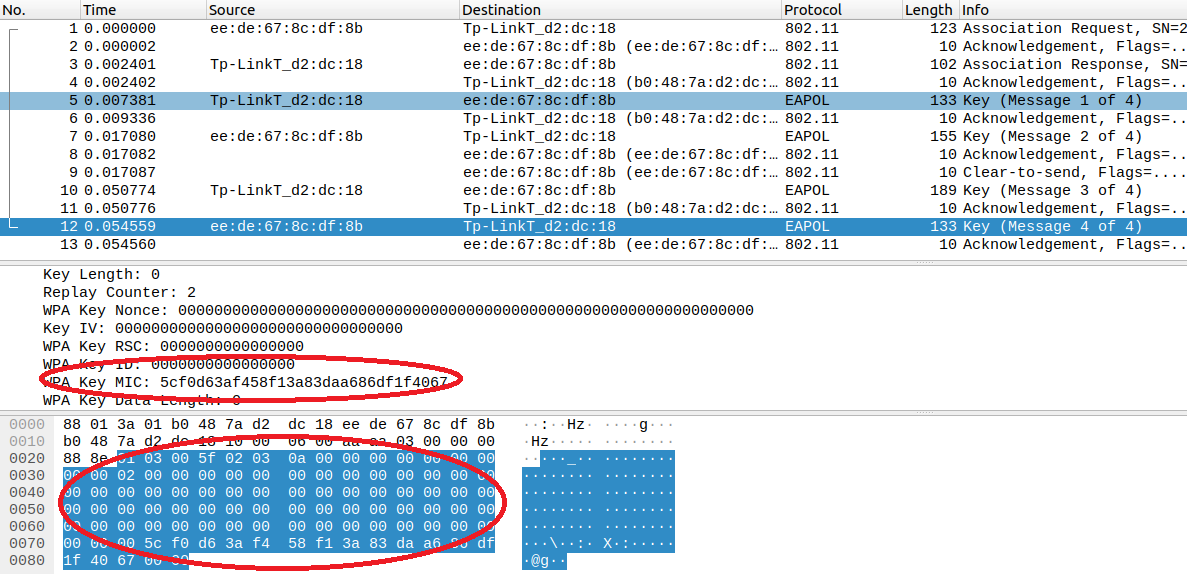 No. Time Source Destination Protocol Length Info
1 0.000000 ee:de:67:8c:df:8b Tp-LinkT_d2:dc:18 802.11 123 Association Request, SN=2
2 0.000002 ee:de:67:8c:df:8b (ee:de:67:8c:df:… 802.11 10 Acknowledgement, Flags=..
3 0.002401 Tp-LinkT_d2:dc:18 ee:de:67:8c:df:8b 802.11 102 Association Response, SN=
4 0.002402 Tp-LinkT_d2:dc:18 (b0:48:7a:d2:dc:… 802.11 10 Acknowledgement, Flags=..
5 0.007381 Tp-LinkT_d2:dc:18 ee:de:67:8c:df:8b EAPOL 133 Key (Message 1 of 4)
6 0.009336 Tp-LinkT_d2:dc:18 (b0:48:7a:d2:dc:… 802.11 10 Acknowledgement, Flags=..
7 0.017080 ee:de:67:8c:df:8b Tp-LinkT_d2:dc:18 EAPOL 155 Key (Message 2 of 4)
8 0.017082 ee:de:67:8c:df:8b (ee:de:67:8c:df:… 802.11 10 Acknowledgement, Flags=..
9 0.017087 ee:de:67:8c:df:8b (ee:de:67:8c:df:… 802.11 10 Clear-to-send, Flags=....
10 0.050774 Tp-LinkT_d2:dc:18 ee:de:67:8c:df:8b EAPOL 189 Key (Message 3 of 4)
11 0.050776 Tp-LinkT_d2:dc:18 (b0:48:7a:d2:dc:… 802.11 10 Acknowledgement, Flags=..
12 0.054559 ee:de:67:8c:df:8b Tp-LinkT_d2:dc:18 EAPOL 133 Key (Message 4 of 4)
13 0.054560 ee:de:67:8c:df:8b (ee:de:67:8c:df:… 802.11 10 Acknowledgement, Flags=..
Key Length: 0
Replay Counter: 2
WPA Key Nonce: 0000000000000000000000000000000000000000000000000000000000000000
Key IV: 00000000000000000000000000000000
WPA Key RSC: 0000000000000000
WPA Key ID: 0000000000000000
WPA Key MIC: 5cf0d63af458f13a83daa686df1f4067
WPA Key Data Length: 0
0000 88 01 3a 01 b0 48 7a d2 dc 18 ee de 67 8c df 8b ··:··Hz· ····g···
0010 b0 48 7a d2 dc 18 10 00 06 00 aa aa 03 00 00 00 ·Hz····· ········
0020 88 8e 01 03 00 5f 02 03 0a 00 00 00 00 00 00 00 ·····_·· ········
0030 00 00 02 00 00 00 00 00 00 00 00 00 00 00 00 00 ········ ········
0040 00 00 00 00 00 00 00 00 00 00 00 00 00 00 00 00 ········ ········
0050 00 00 00 00 00 00 00 00 00 00 00 00 00 00 00 00 ········ ········
0060 00 00 00 00 00 00 00 00 00 00 00 00 00 00 00 00 ········ ········
0070 00 00 00 5c f0 d6 3a f4 58 f1 3a 83 da a6 86 df ···\··:· X·:·····
0080 1f 40 67 00 00 ·@g··